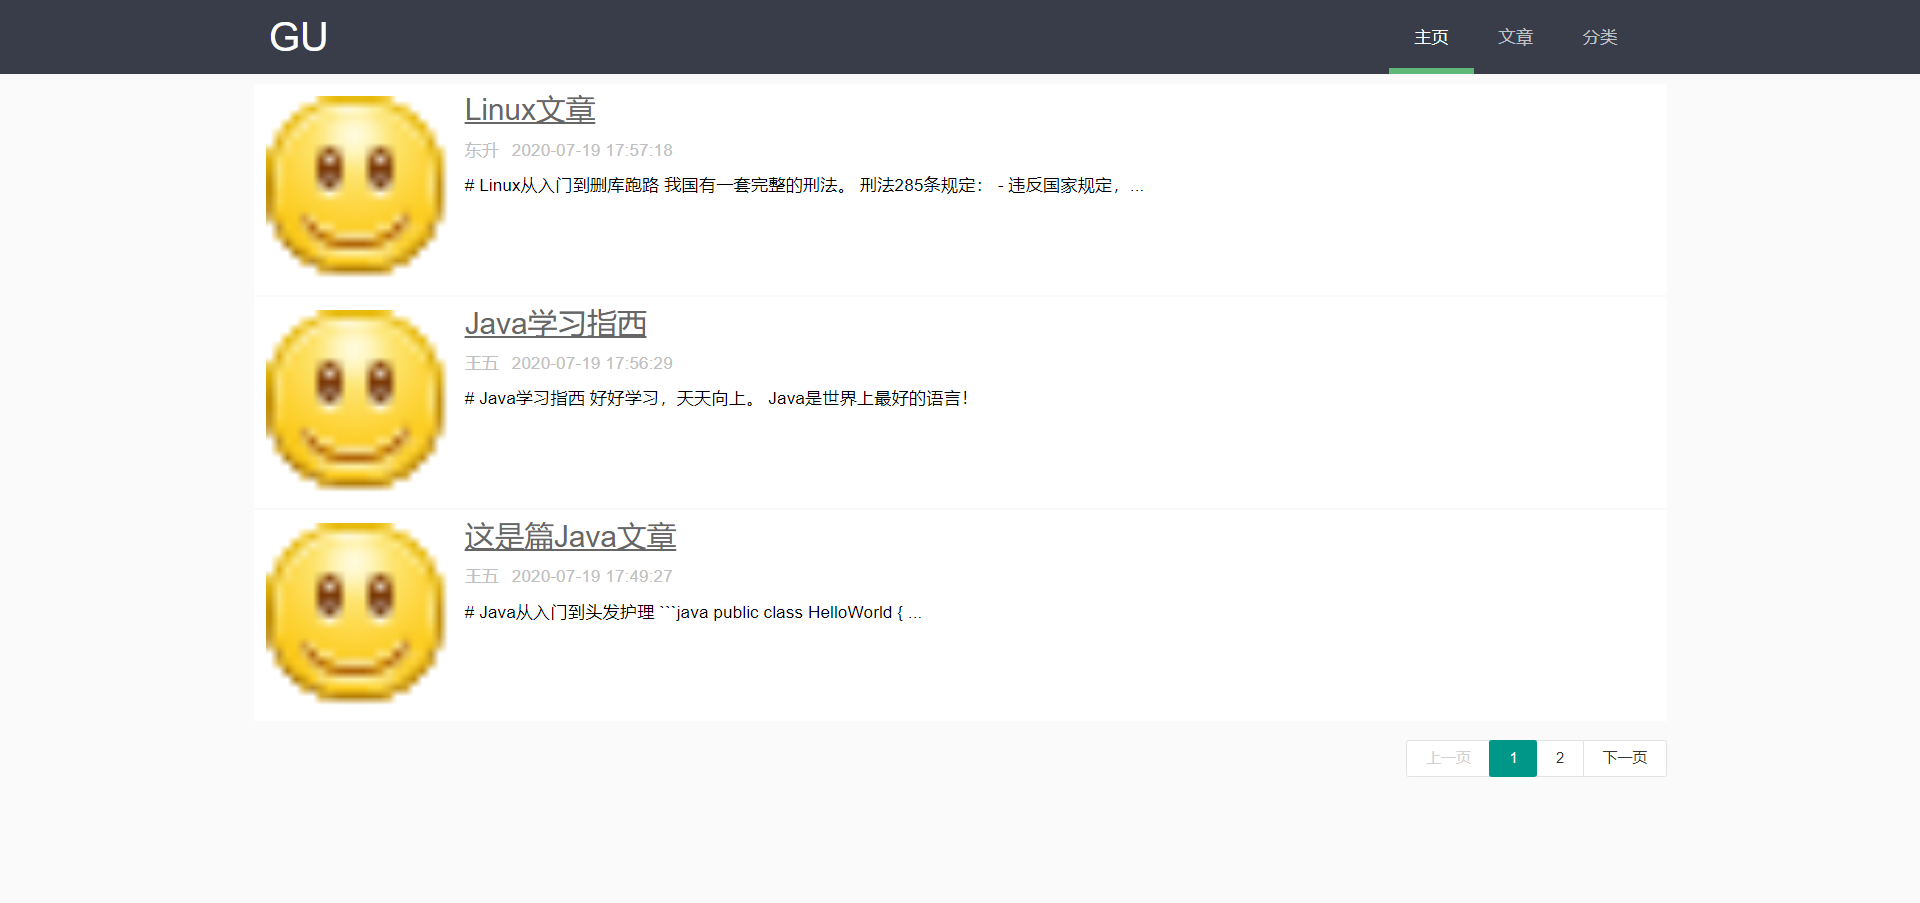 GU
主页 文章 分类
Linux文章
东升 2020-07-19 17:57:18
# Linux从入门到删库跑路 我国有一套完整的刑法。 刑法285条规定： - 违反国家规定，...
Java学习指西
王五 2020-07-19 17:56:29
# Java学习指西 好好学习，天天向上。 Java是世界上最好的语言！
这是篇Java文章
王五 2020-07-19 17:49:27
# Java从入门到头发护理 ```java public class HelloWorld { ...
上一页 1 2 下一页